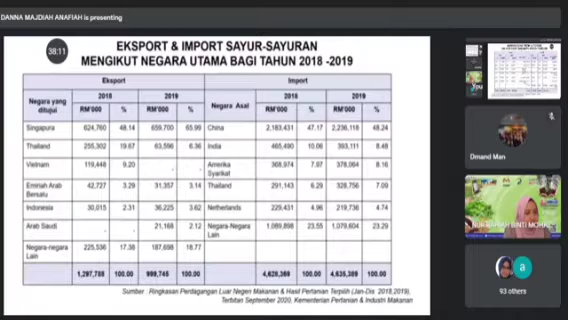 DANNA MAJDIAH ANAFIAH is presenting
38:11
EKSPORT & IMPORT SAYUR-SAYURAN
MENGIKUT NEGARA UTAMA BAGI TAHUN 2018 -2019
Eksport Import
Negara yang dituju 2018 2019 Negara Asal 2018 2019
RM'000 % RM'000 % RM'000 % RM'000 %
Singapura 624,760 48.14 659,700 65.99 China 2,183,431 47.17 2,236,118 48.24
Thailand 255,302 19.67 63,596 6.36 India 465,490 10.06 393,111 8.48
Vietnam 119,448 9.20 - - Amerika Syarikat 368,974 7.97 378,064 8.16
Emiriah Arab Bersatu 42,727 3.29 31,357 3.14 Thailand 291,143 6.29 328,756 7.09
Indonesia 30,015 2.31 36,225 3.62 Netherlands 229,431 4.96 219,736 4.74
Arab Saudi - - 21,168 2.12 Negara-Negara Lain 1,089,898 23.55 1,079,604 23.29
Negara-negara Lain 225,536 17.38 187,698 18.77
1,297,788 100.00 999,745 100.00 4,628,369 100.00 4,635,389 100.00
Sumber : Ringkasan Perdagangan Luar Negeri Makanan & Hasil Pertanian Terpilih (Jan-Dis 2018,2019),
Terbitan September 2020, Kementerian Pertanian & Industri Makanan
You
Dmand Man
a
93 others